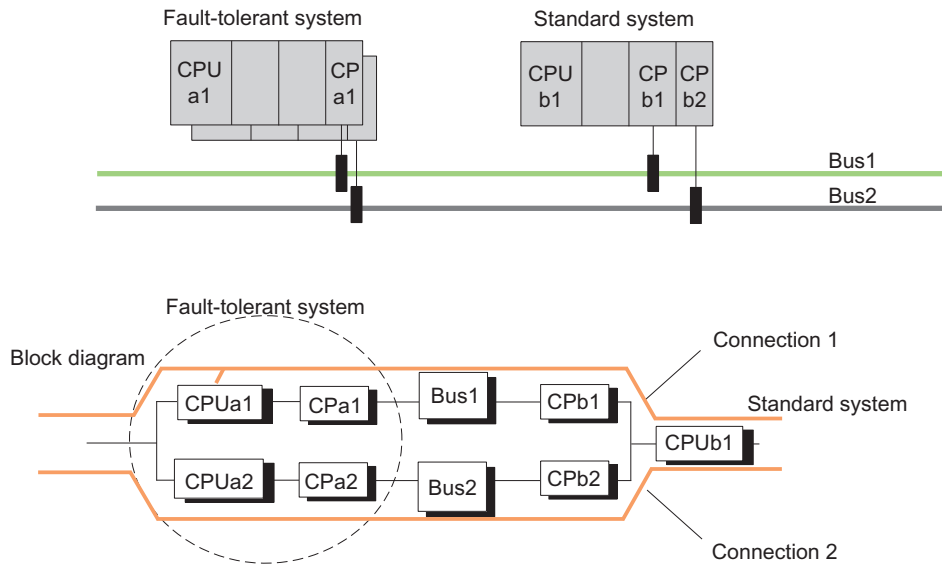 Fault-tolerant system
Standard system
CPU
a1
CP
a1
CPU
b1
CP
b1
CP
b2
Bus1
Bus2
Fault-tolerant system
Block diagram
Connection 1
Standard system
CPUa1
CPa1
Bus1
CPb1
CPUb1
CPUa2
CPa2
Bus2
CPb2
Connection 2